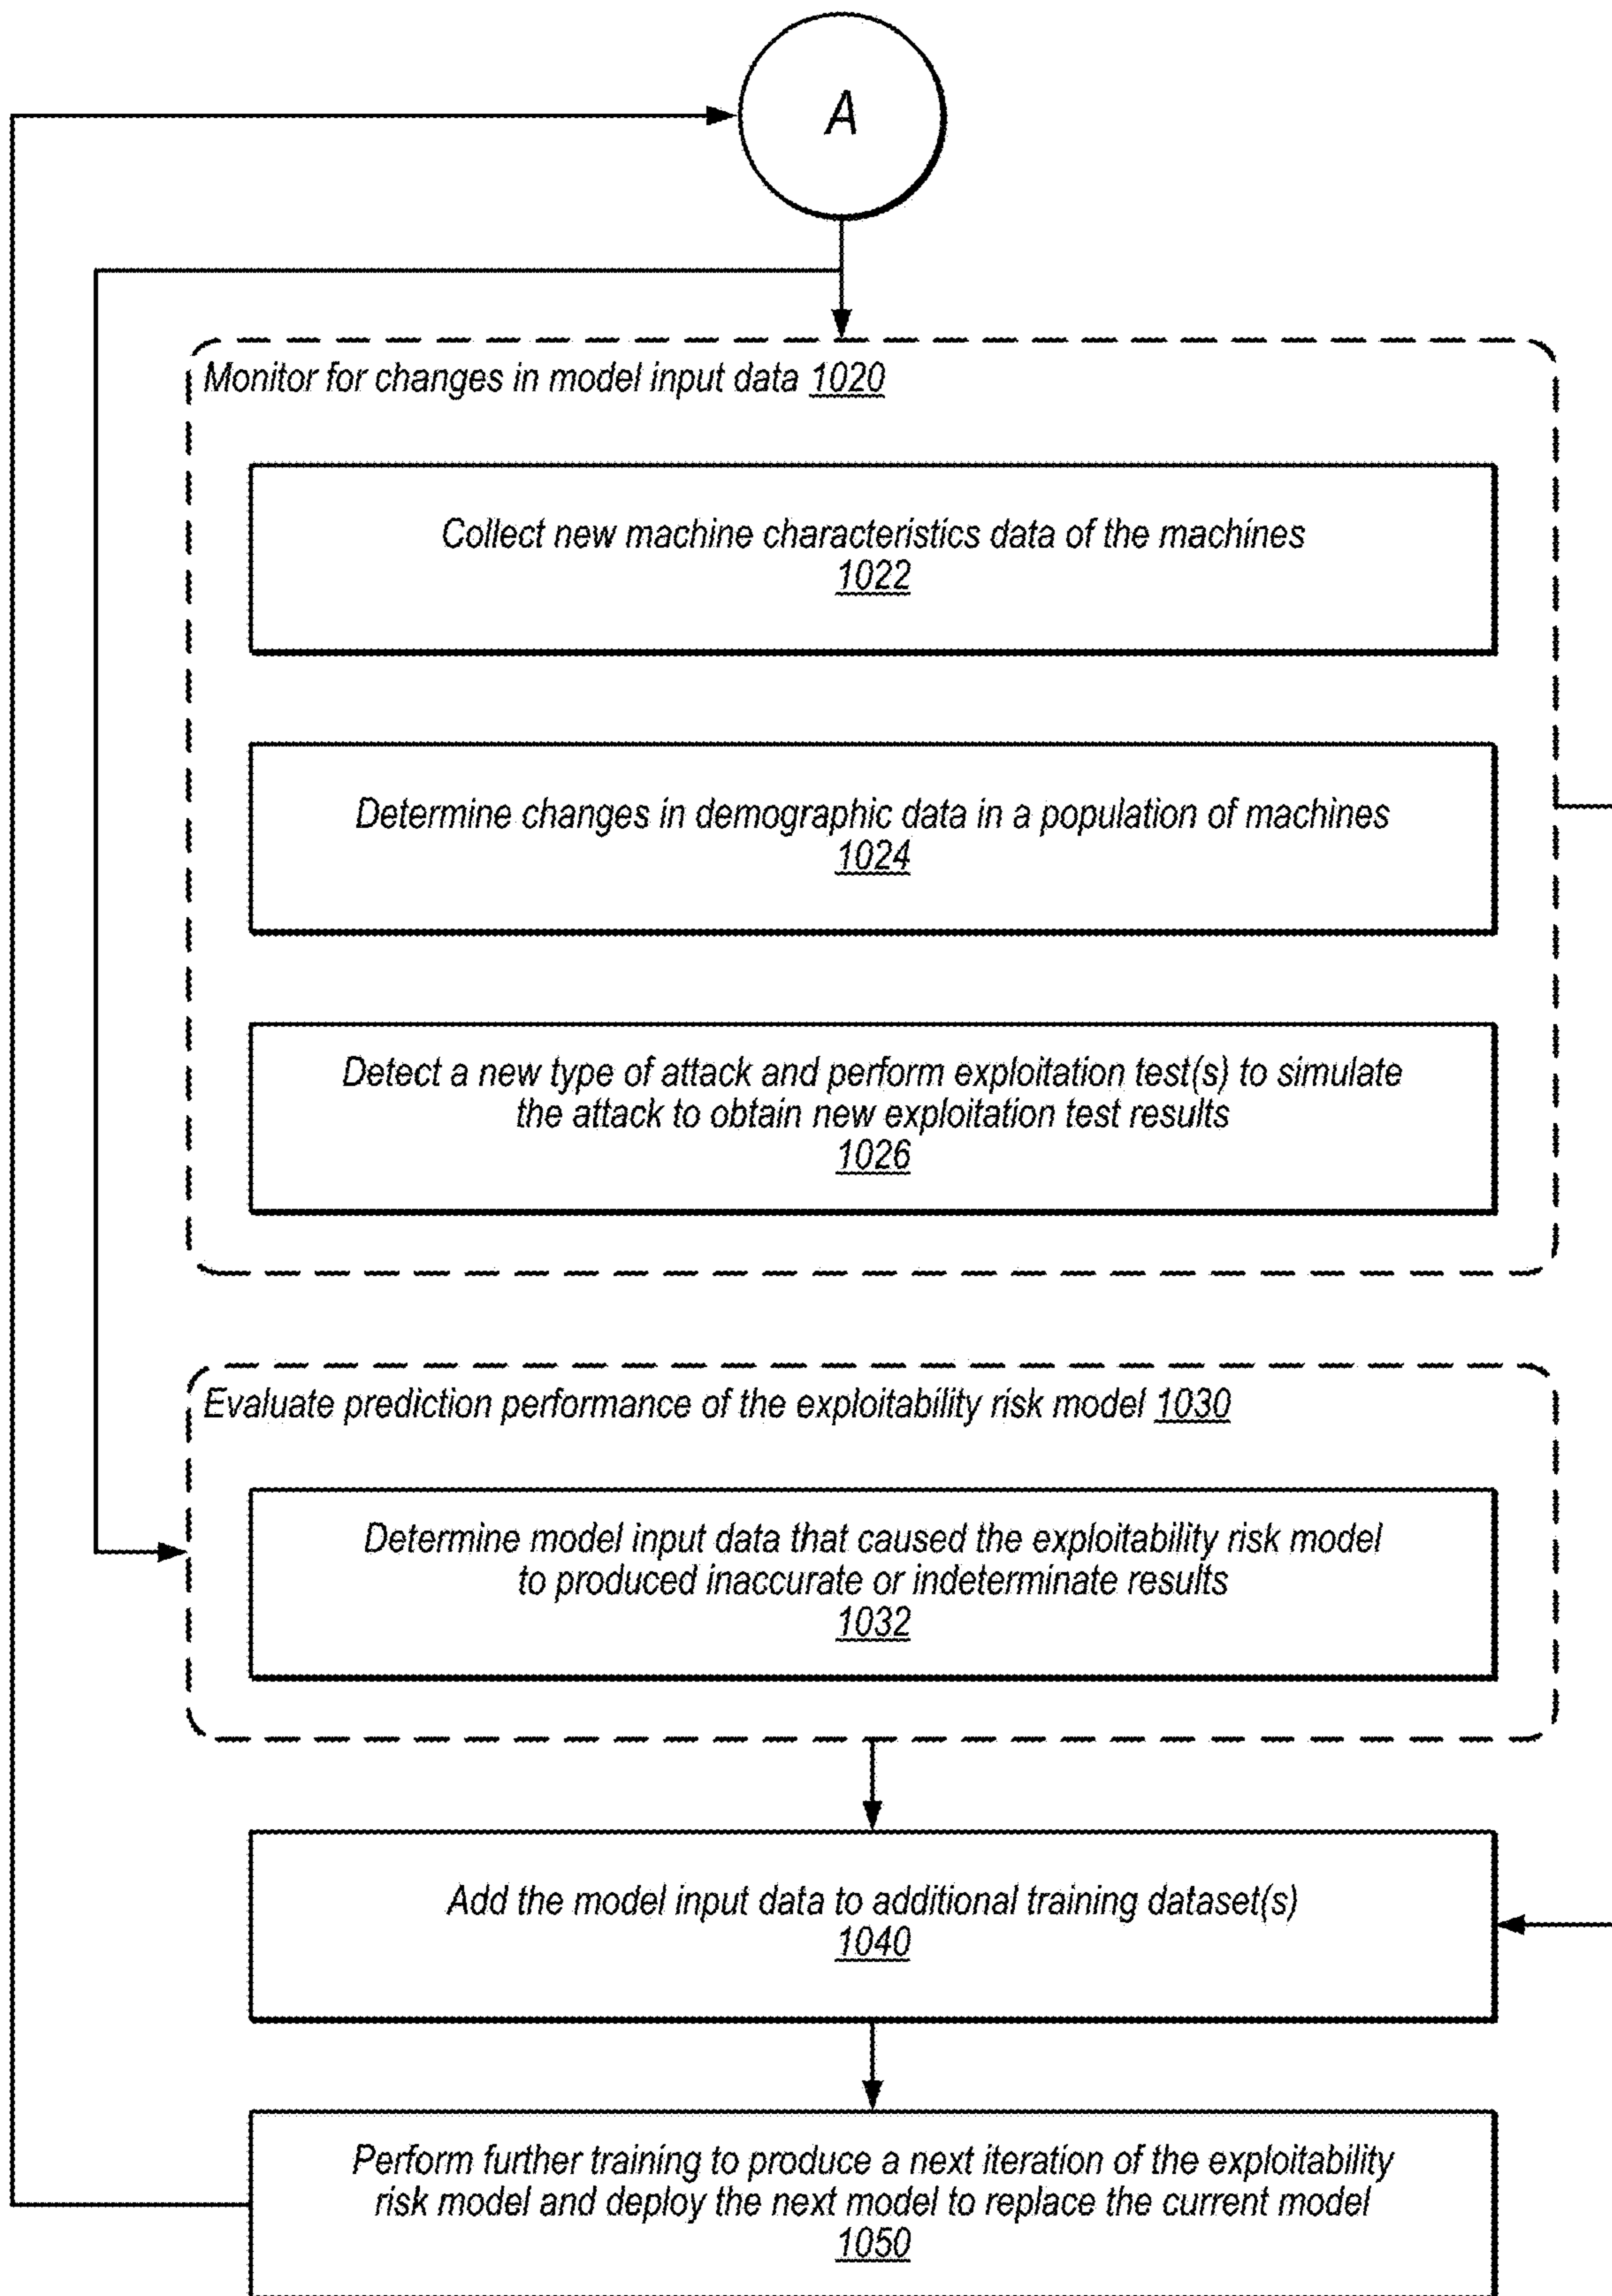 A
Monitor for changes in model input data 1020
Collect new machine characteristics data of the machines
1022
Determine changes in demographic data in a population of machines
1024
Detect a new type of attack and perform exploitation test(s) to simulate
the attack to obtain new exploitation test results
1026
Evaluate prediction performance of the exploitability risk model 1030
Determine model input data that caused the exploitability risk model
to produced inaccurate or indeterminate results
1032
Add the model input data to additional training dataset(s)
1040
Perform further training to produce a next iteration of the exploitability
risk model and deploy the next model to replace the current model
1050